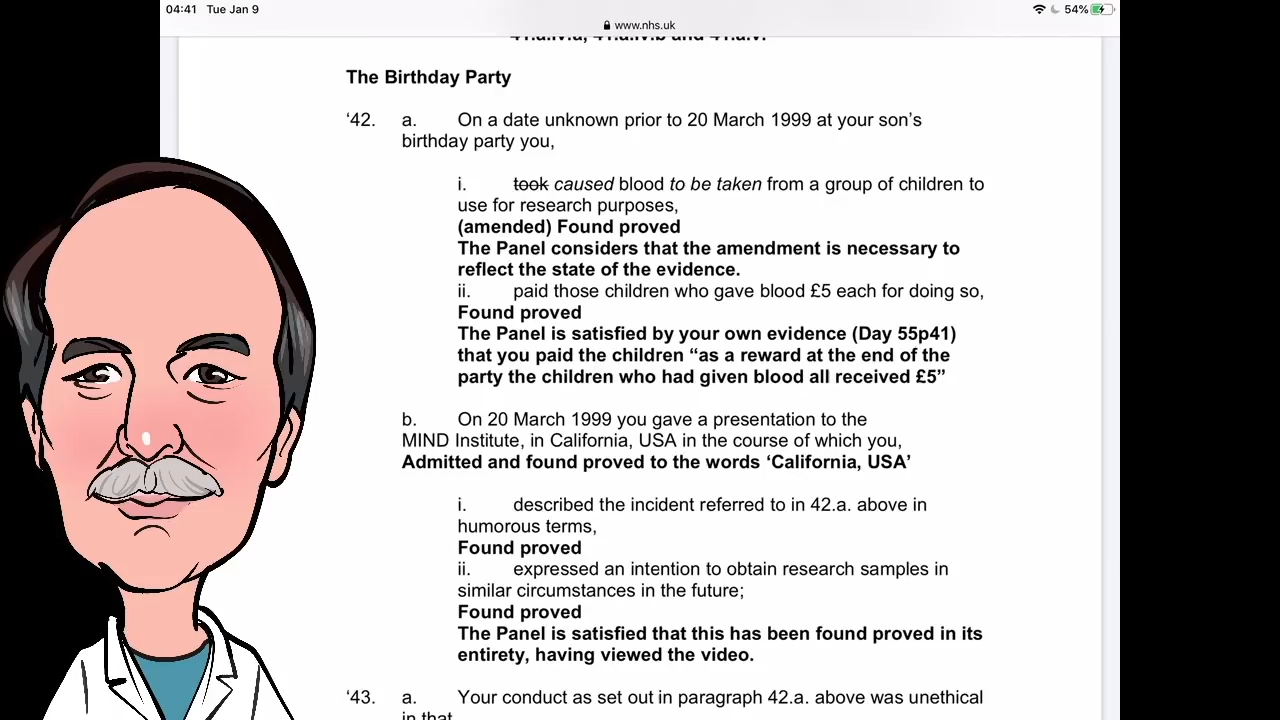 04:41 Tue Jan 9
54%
www.nhs.uk
41.a.iv.a, 41.a.iv.b and 41.a.v.
The Birthday Party
‘42. a. On a date unknown prior to 20 March 1999 at your son’s
birthday party you,
i. took caused blood to be taken from a group of children to
use for research purposes,
(amended) Found proved
The Panel considers that the amendment is necessary to
reflect the state of the evidence.
ii. paid those children who gave blood £5 each for doing so,
Found proved
The Panel is satisfied by your own evidence (Day 55p41)
that you paid the children “as a reward at the end of the
party the children who had given blood all received £5”
b. On 20 March 1999 you gave a presentation to the
MIND Institute, in California, USA in the course of which you,
Admitted and found proved to the words ‘California, USA’
i. described the incident referred to in 42.a. above in
humorous terms,
Found proved
ii. expressed an intention to obtain research samples in
similar circumstances in the future;
Found proved
The Panel is satisfied that this has been found proved in its
entirety, having viewed the video.
‘43. a. Your conduct as set out in paragraph 42.a. above was unethical
in that